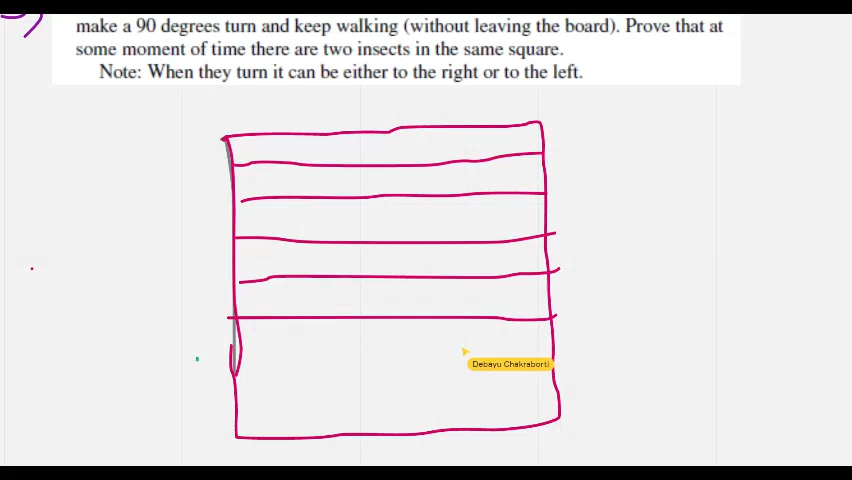 make a 90 degrees turn and keep walking (without leaving the board). Prove that at
some moment of time there are two insects in the same square.
Note: When they turn it can be either to the right or to the left.
Debayu Chakraborti